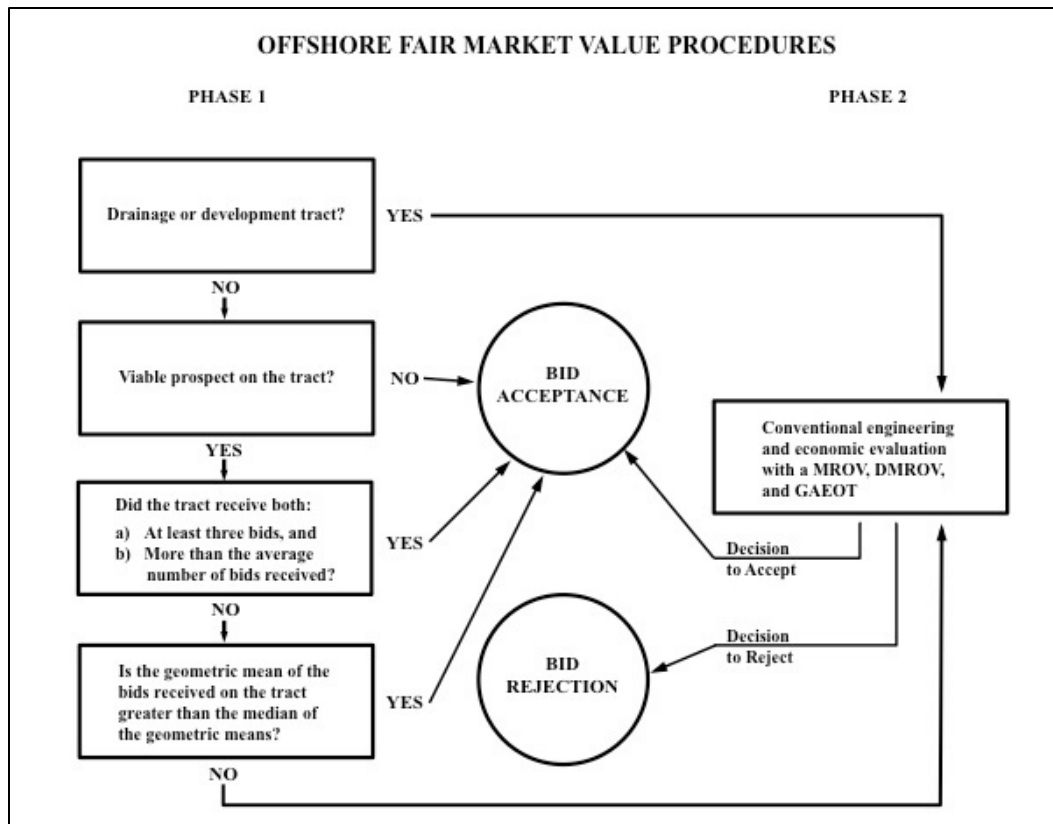 OFFSHORE FAIR MARKET VALUE PROCEDURES
PHASE 1
PHASE 2
Drainage or development tract?
YES
NO
Viable prospect on the tract?
NO
BID
ACCEPTANCE
YES
Conventional engineering
and economic evaluation
with a MROV, DMROV,
and GAEOT
Did the tract receive both:
a) At least three bids, and
b) More than the average
number of bids received?
YES
Decision
to Accept
NO
Is the geometric mean of the
bids received on the tract
greater than the median of
the geometric means?
YES
BID
REJECTION
Decision
to Reject
NO